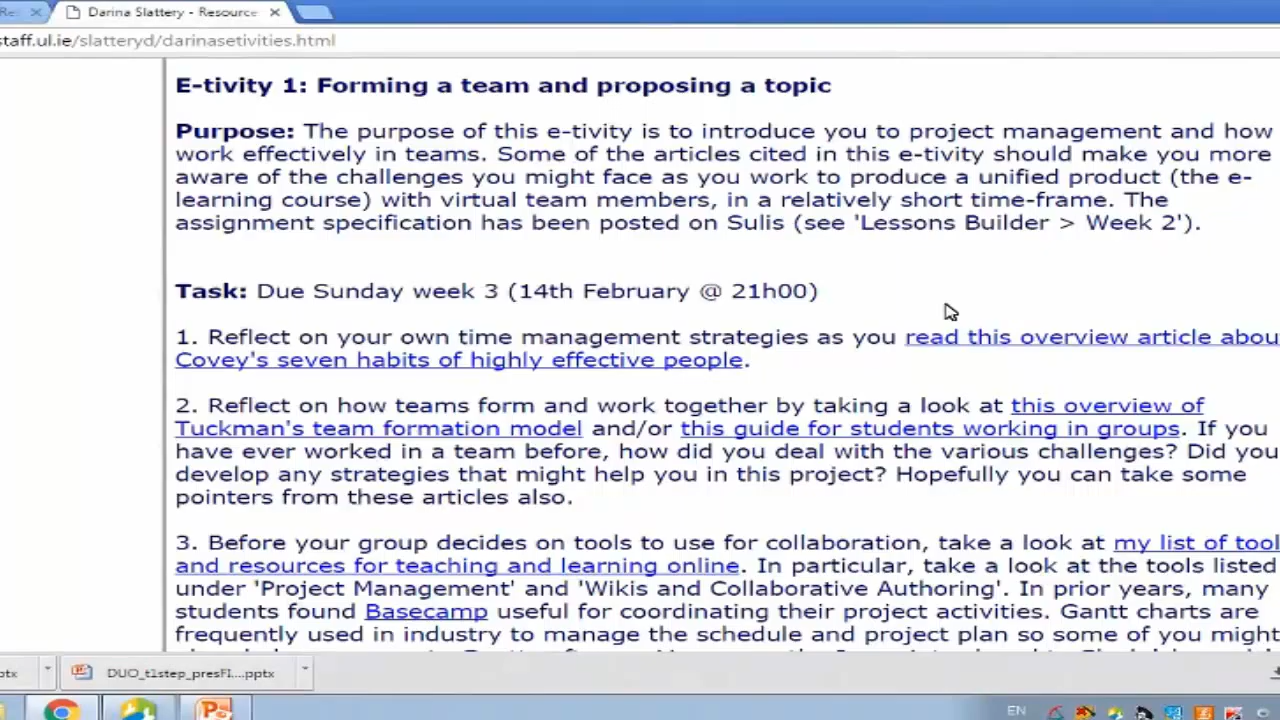 Darina Slattery - Resource
staff.ul.ie/slatteryd/darinasetivities.html
E-tivity 1: Forming a team and proposing a topic
Purpose: The purpose of this e-tivity is to introduce you to project management and how
work effectively in teams. Some of the articles cited in this e-tivity should make you more
aware of the challenges you might face as you work to produce a unified product (the e-
learning course) with virtual team members, in a relatively short time-frame. The
assignment specification has been posted on Sulis (see 'Lessons Builder > Week 2').
Task: Due Sunday week 3 (14th February @ 21h00)
1. Reflect on your own time management strategies as you read this overview article abou
Covey's seven habits of highly effective people.
2. Reflect on how teams form and work together by taking a look at this overview of
Tuckman's team formation model and/or this guide for students working in groups. If you
have ever worked in a team before, how did you deal with the various challenges? Did you
develop any strategies that might help you in this project? Hopefully you can take some
pointers from these articles also.
3. Before your group decides on tools to use for collaboration, take a look at my list of tool
and resources for teaching and learning online. In particular, take a look at the tools listed
under 'Project Management' and 'Wikis and Collaborative Authoring'. In prior years, many
students found Basecamp useful for coordinating their project activities. Gantt charts are
frequently used in industry to manage the schedule and project plan so some of you might
ptx DUO_t1step_presFI....pptx
EN